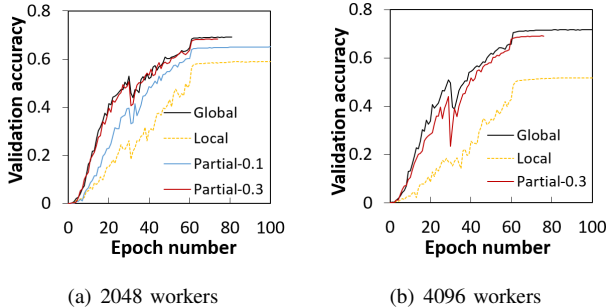 0.8
0.6
0.4
0.2
0
Validation accuracy
Global
Local
Partial-0.1
Partial-0.3
0 20 40 60 80 100
Epoch number
(a) 2048 workers
0.8
0.6
0.4
0.2
0
Validation accuracy
Global
Local
Partial-0.3
0 20 40 60 80 100
Epoch number
(b) 4096 workers